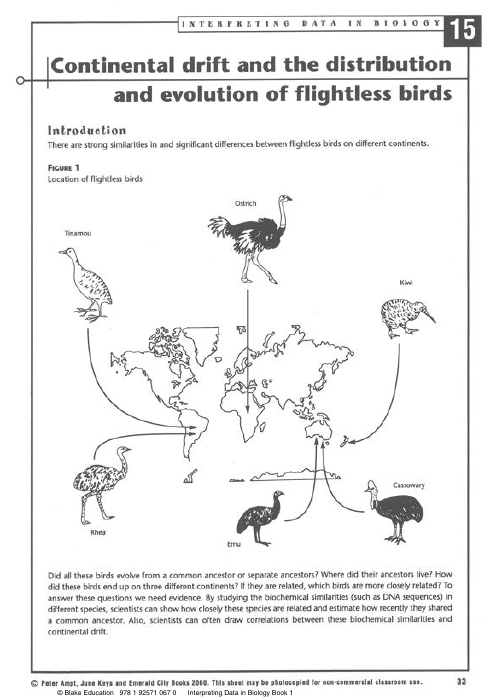 INTERPRETING DATA IN BIOLOGY
15
Continental drift and the distribution
and evolution of flightless birds
Introduction
There are strong similarities in and significant differences between flightless birds on different continents.
FIGURE 1
Location of flightless birds
Ostrich
Tinamou
Kiwi
Cassowary
Rhea
Emu
Did all these birds evolve from a common ancestor or separate ancestors? Where did their ancestors live? How
did these birds end up on three different continents? If they are related, which birds are more closely related? To
answer these questions we need evidence. By studying the biochemical similarities (such as DNA sequences) in
different species, scientists can show how closely these species are related and estimate how recently they shared
a common ancestor. Also, scientists can often draw correlations between these biochemical similarities and
continental drift.
© Peter Ampt, June Keys and Emerald City Books 2000. This sheet may be photocopied for non-commercial classroom use.
33
© Blake Education 978 1 92571 067 0 Interpreting Data in Biology Book 1